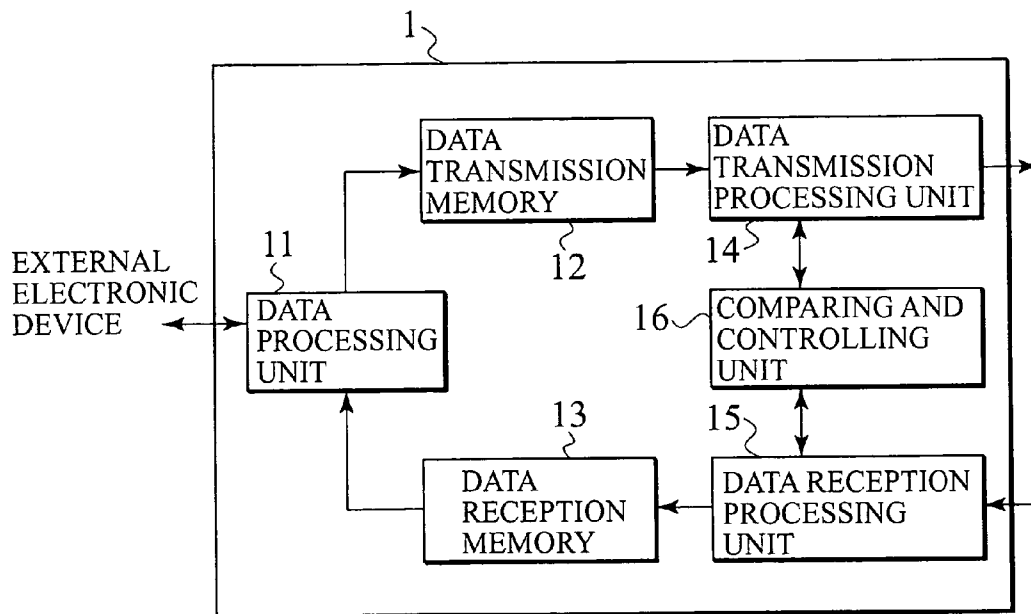 1
DATA
TRANSMISSION
MEMORY
12
DATA
TRANSMISSION
PROCESSING UNIT
14
EXTERNAL
ELECTRONIC
DEVICE
11
DATA
PROCESSING
UNIT
16
COMPARING AND
CONTROLLING
UNIT
13
DATA
RECEPTION
MEMORY
15
DATA RECEPTION
PROCESSING
UNIT